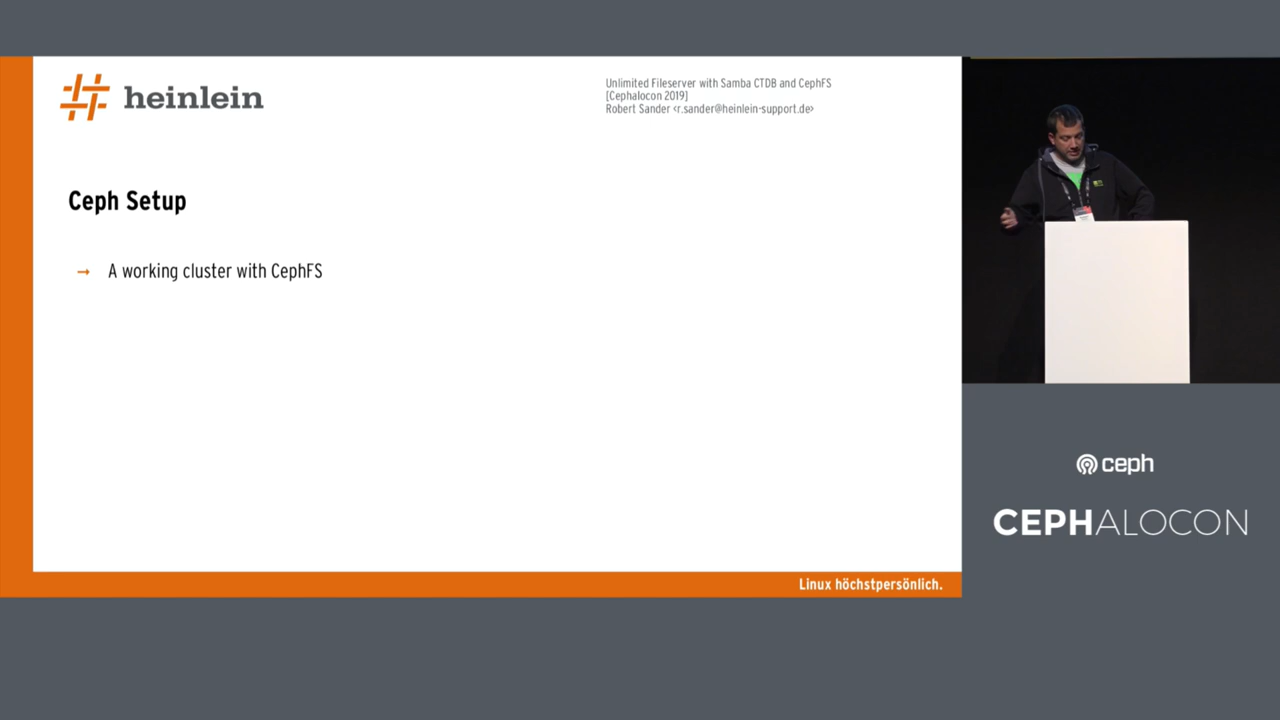 heinlein
Unlimited Fileserver with Samba CTDB and CephFS
[Cephalocon 2019]
Robert Sander <r.sander@heinlein-support.de>
Ceph Setup
→ A working cluster with CephFS
Linux höchstpersönlich.
ceph
CEPHALOCON